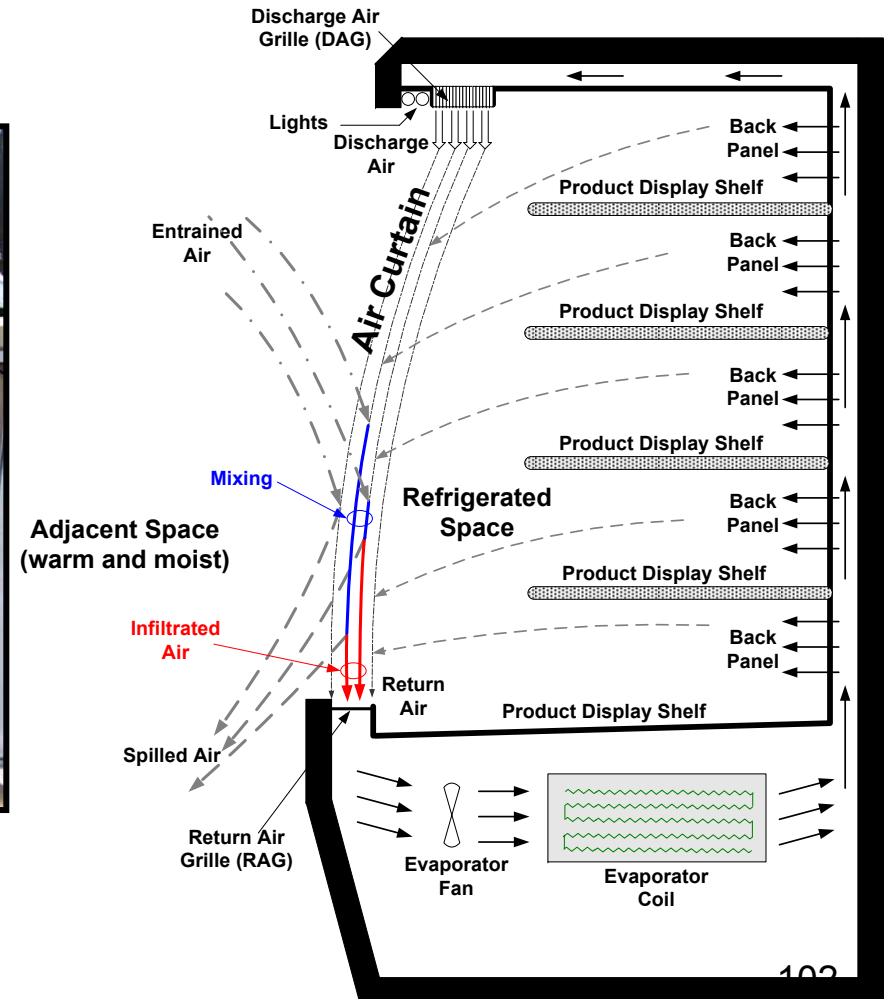 Discharge Air
Grille (DAG)
Lights
Discharge
Air
Back
Panel
Product Display Shelf
Entrained
Air
Air Curtain
Back
Panel
Product Display Shelf
Back
Panel
Product Display Shelf
Mixing
Refrigerated
Space
Back
Panel
Adjacent Space
(warm and moist)
Product Display Shelf
Infiltrated
Air
Back
Panel
Return
Air
Product Display Shelf
Spilled Air
Return Air
Grille (RAG)
Evaporator
Fan
Evaporator
Coil